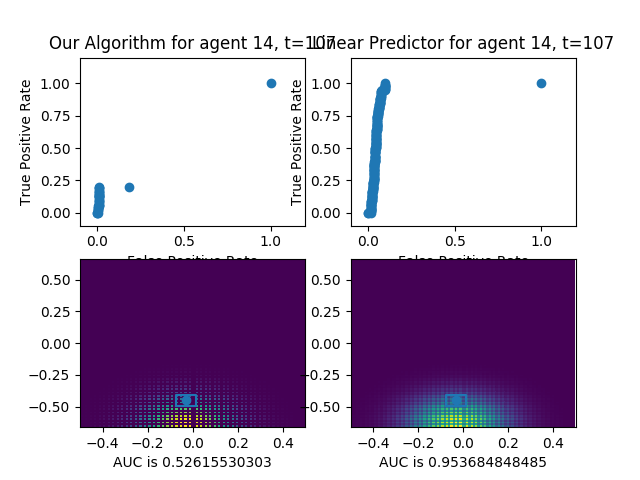 Our Algorithm for agent 14, t=107
Linear Predictor for agent 14, t=107
True Positive Rate
1.00
0.75
0.50
0.25
0.00
0.0 0.5 1.0
False Positive Rate
True Positive Rate
1.00
0.75
0.50
0.25
0.00
0.0 0.5 1.0
False Positive Rate
0.50
0.25
0.00
−0.25
−0.50
−0.4 −0.2 0.0 0.2 0.4
AUC is 0.52615530303
0.50
0.25
0.00
−0.25
−0.50
−0.4 −0.2 0.0 0.2 0.4
AUC is 0.953684848485